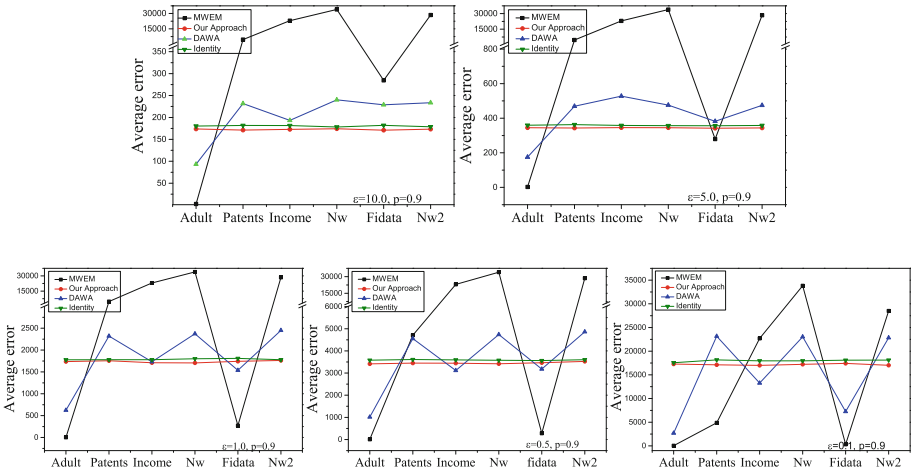 30000
15000
350
300
250
200
150
100
50
Average error
MWEM
Our Approach
DAWA
Identity
ε=10.0, p=0.9
Adult Patents Income Nw Fidata Nw2
30000
15000
800
600
400
200
0
Average error
MWEM
Our Approach
DAWA
Identity
ε=5.0, p=0.9
Adult Patents Income Nw Fidata Nw2
30000
15000
2500
2000
1500
1000
500
0
Average error
MWEM
Our Approach
DAWA
Identity
ε=1.0, p=0.9
Adult Patents Income Nw Fidata Nw2
30000
15000
6000
5000
4000
3000
2000
1000
0
Average error
MWEM
Our Approach
DAWA
Identity
ε=0.5, p=0.9
Adult Patents Income Nw fidata Nw2
35000
30000
25000
20000
15000
10000
5000
0
Average error
MWEM
Our Approach
DAWA
Identity
ε=0.1, p=0.9
Adult Patents Income Nw Fidata Nw2